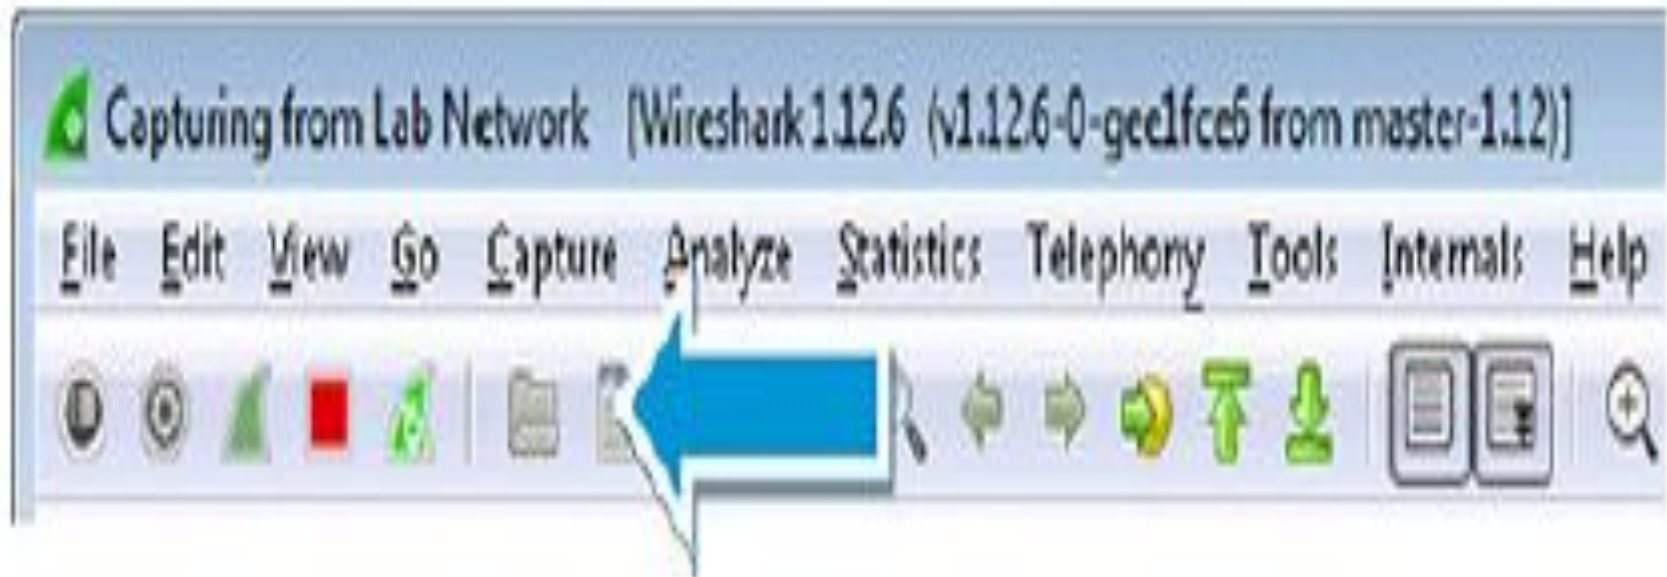 Capturing from Lab Network [Wireshark 1.12.6 (v1.12.6-0-gee1fce6 from master-1.12)]
File Edit View Go Capture Analyze Statistics Telephony Tools Internals Help